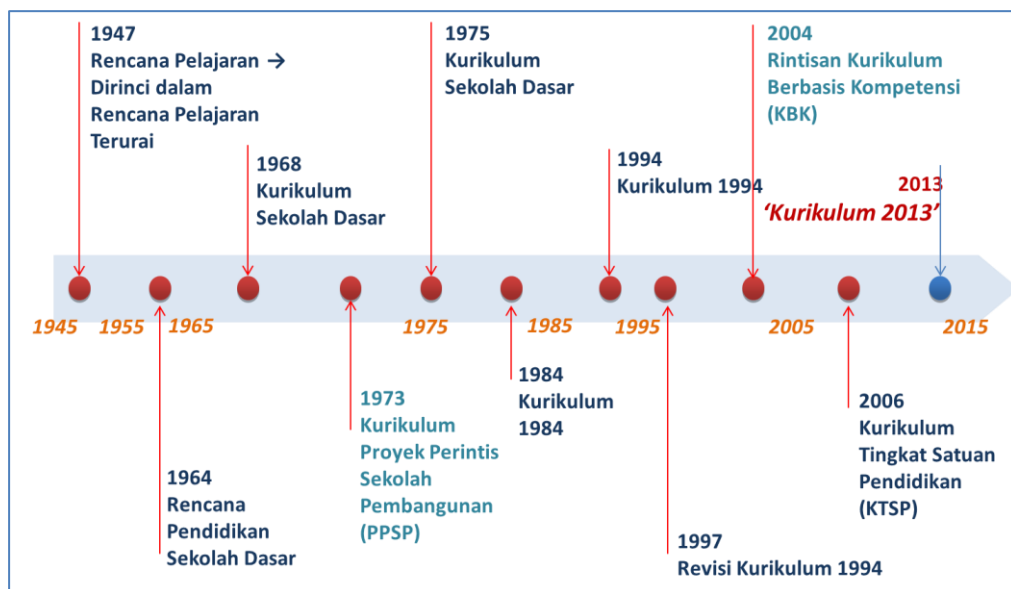 1947
Rencana Pelajaran →
Dirinci dalam
Rencana Pelajaran
Terurai
1968
Kurikulum
Sekolah Dasar
1975
Kurikulum
Sekolah Dasar
1994
Kurikulum 1994
2004
Rintisan Kurikulum
Berbasis Kompetensi
(KBK)
2013
‘Kurikulum 2013’
1945 1955 1965 1975 1985 1995 2005 2015
1964
Rencana
Pendidikan
Sekolah Dasar
1973
Kurikulum
Proyek Perintis
Sekolah
Pembangunan
(PPSP)
1984
Kurikulum
1984
1997
Revisi Kurikulum 1994
2006
Kurikulum
Tingkat Satuan
Pendidikan
(KTSP)